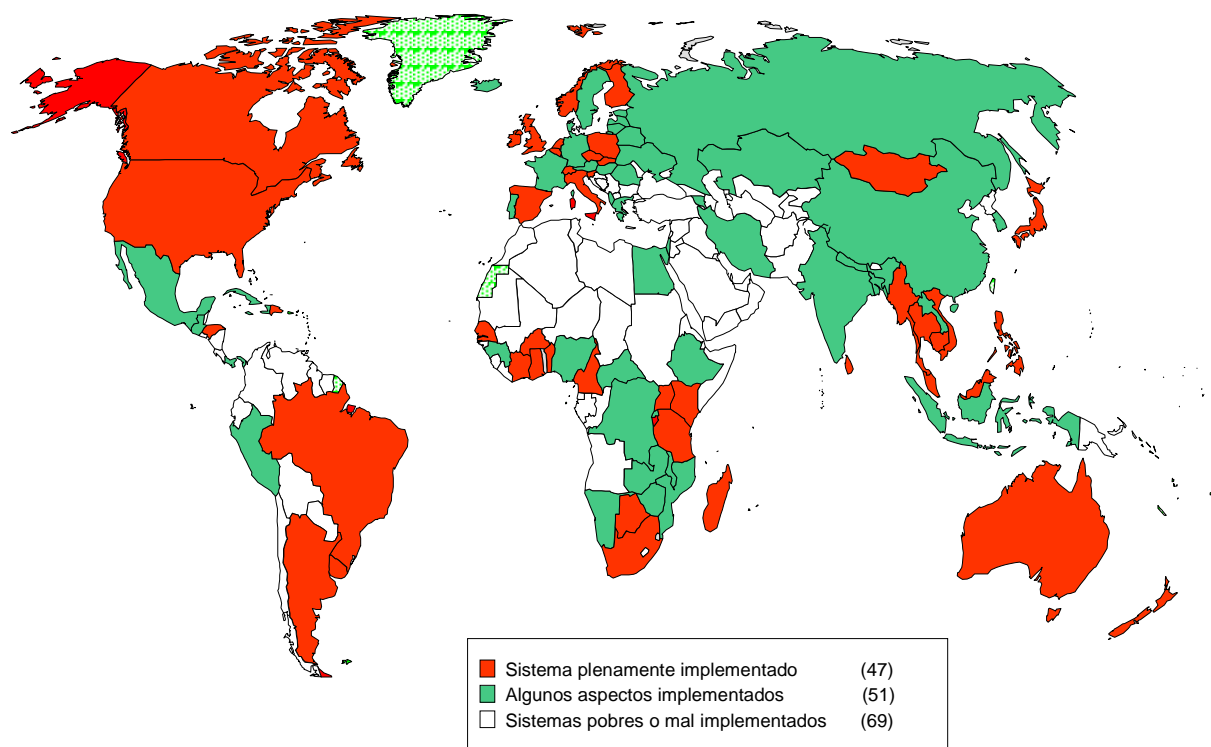 Sistema plenamente implementado (47)
Algunos aspectos implementados (51)
Sistemas pobres o mal implementados (69)